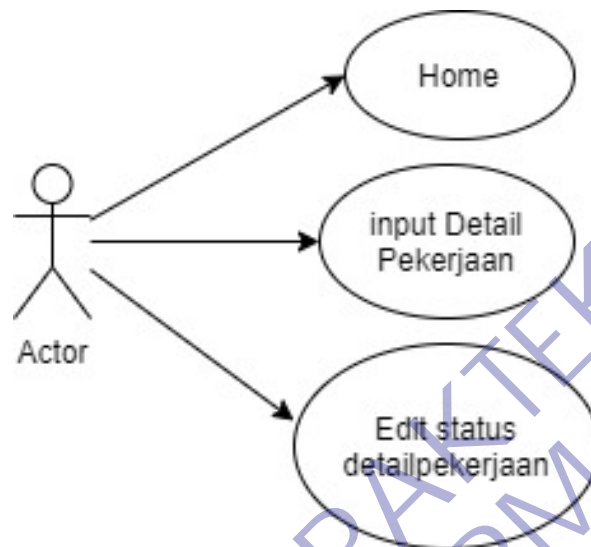 Home
input Detail
Pekerjaan
Actor
Edit status
detailpekerjaan